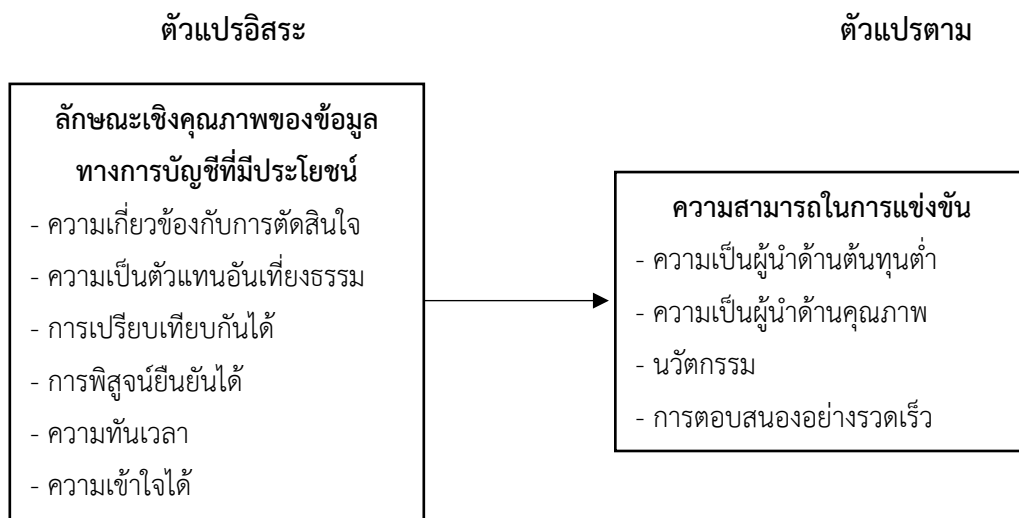 ตัวแปรอิสระ
ตัวแปรตาม
ลักษณะเชิงคุณภาพของข้อมูล
ทางการบัญชีที่มีประโยชน์
- ความเกี่ยวข้องกับการตัดสินใจ
- ความเป็นตัวแทนอันเที่ยงธรรม
- การเปรียบเทียบกันได้
- การพิสูจน์ยืนยันได้
- ความทันเวลา
- ความเข้าใจได้
ความสามารถในการแข่งขัน
- ความเป็นผู้นำด้านต้นทุนต่ำ
- ความเป็นผู้นำด้านคุณภาพ
- นวัตกรรม
- การตอบสนองอย่างรวดเร็ว